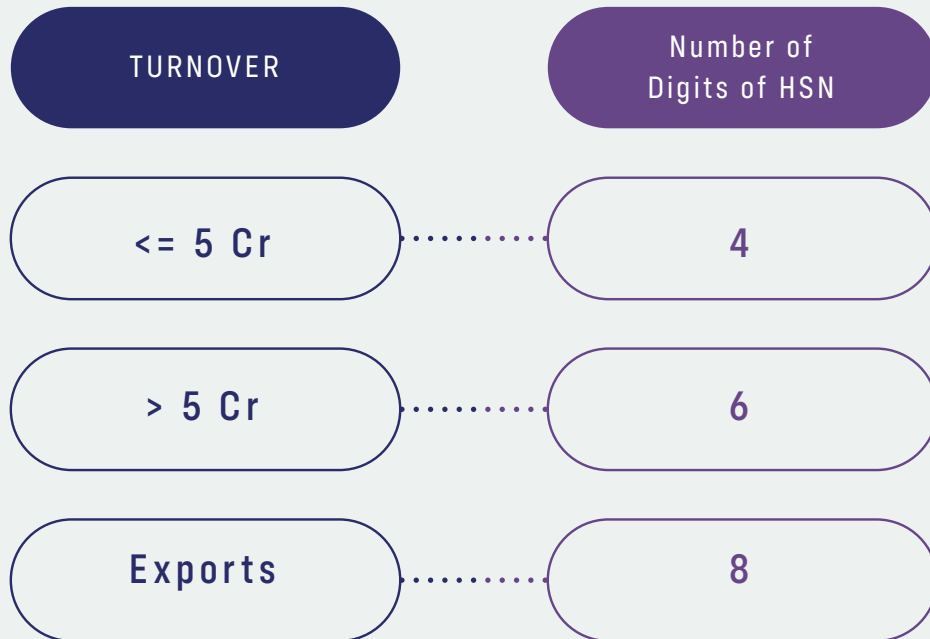 TURNOVER
Number of
Digits of HSN
<= 5 Cr
4
> 5 Cr
6
Exports
8